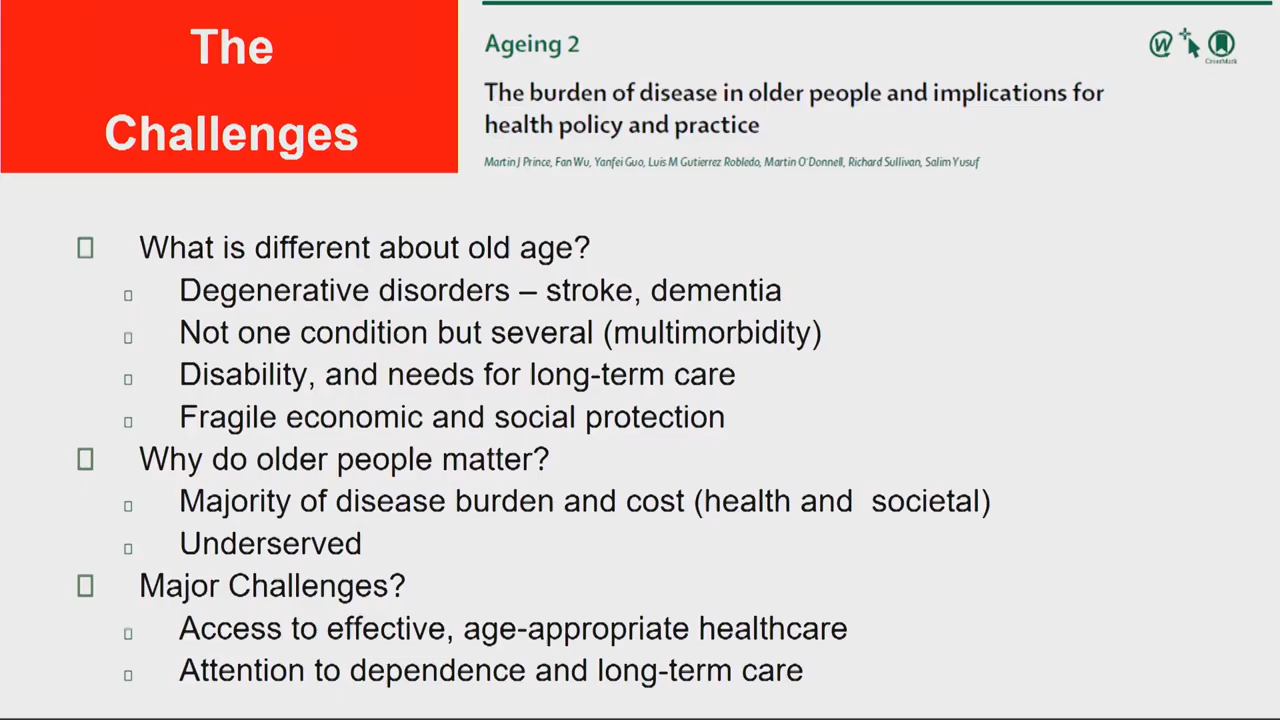 The
Challenges
Ageing 2
The burden of disease in older people and implications for
health policy and practice
Martin J Prince, Fan Wu, Yanfei Guo, Luis M Gutierrez Robledo, Martin O'Donnell, Richard Sullivan, Salim Yusuf
CrossMark
What is different about old age?
Degenerative disorders – stroke, dementia
Not one condition but several (multimorbidity)
Disability, and needs for long-term care
Fragile economic and social protection
Why do older people matter?
Majority of disease burden and cost (health and societal)
Underserved
Major Challenges?
Access to effective, age-appropriate healthcare
Attention to dependence and long-term care